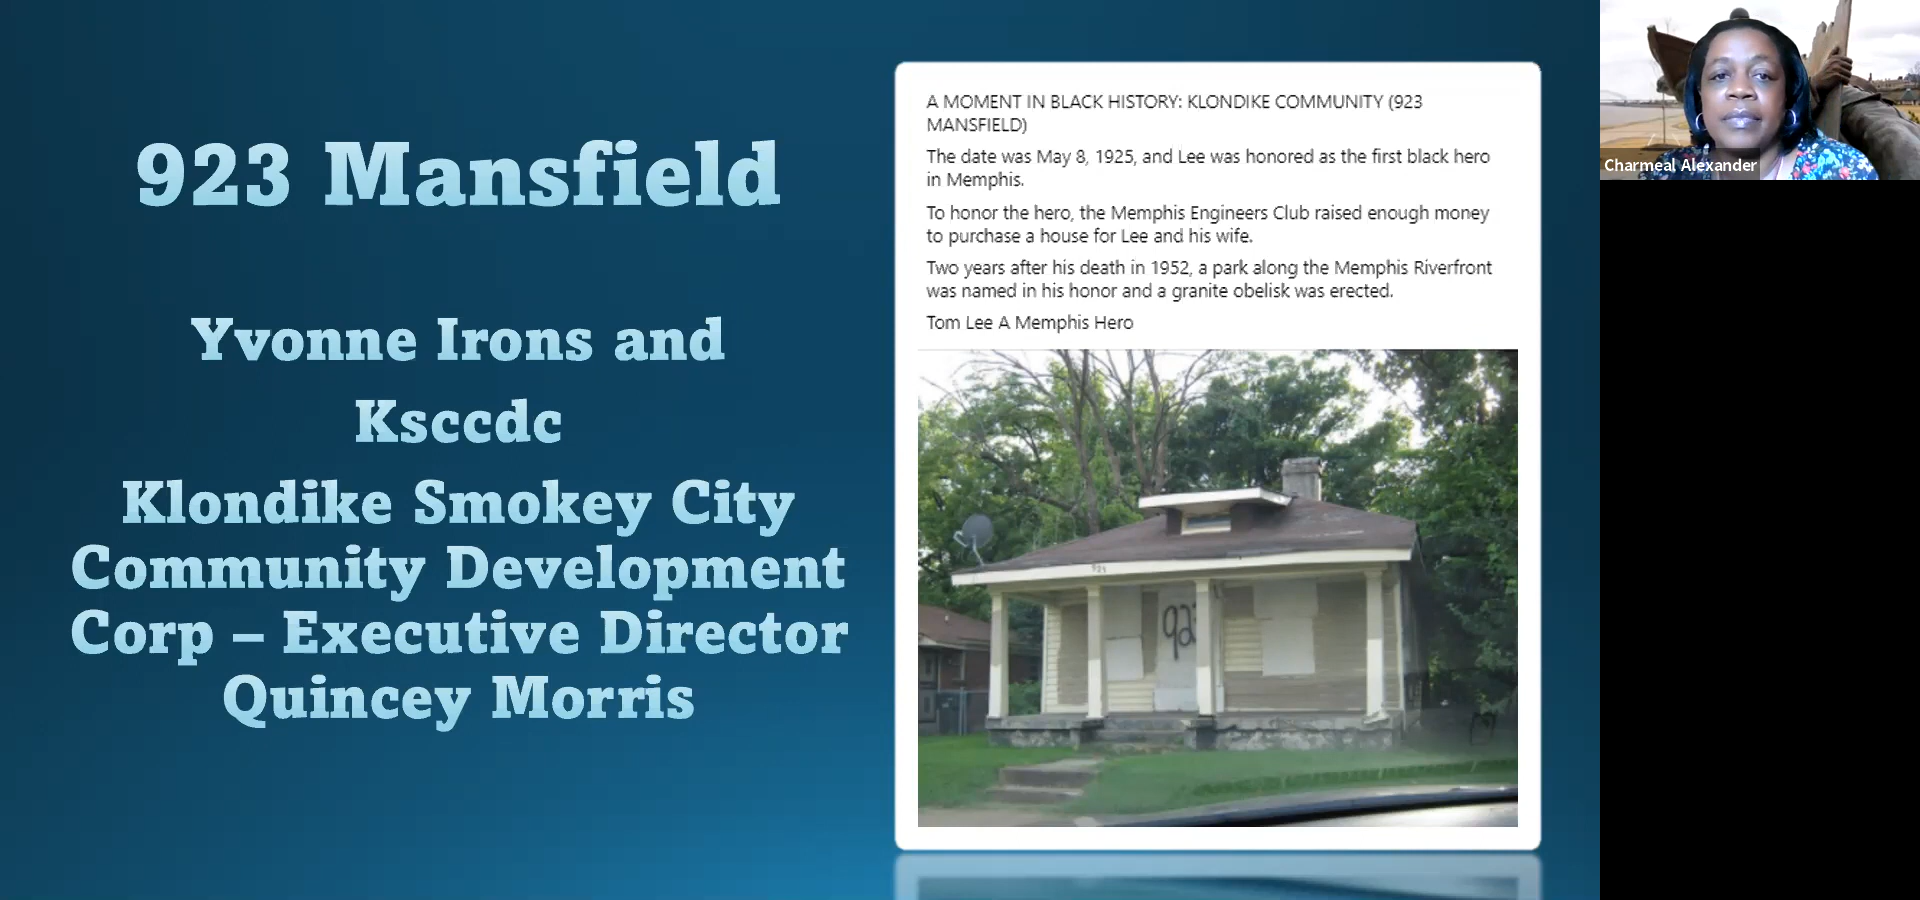 923 Mansfield
Yvonne Irons and
Ksccdc
Klondike Smokey City
Community Development
Corp – Executive Director
Quincey Morris
A MOMENT IN BLACK HISTORY: KLONDIKE COMMUNITY (923
MANSFIELD)
The date was May 8, 1925, and Lee was honored as the first black hero
in Memphis.
To honor the hero, the Memphis Engineers Club raised enough money
to purchase a house for Lee and his wife.
Two years after his death in 1952, a park along the Memphis Riverfront
was named in his honor and a granite obelisk was erected.
Tom Lee A Memphis Hero
923
Charmeal Alexander